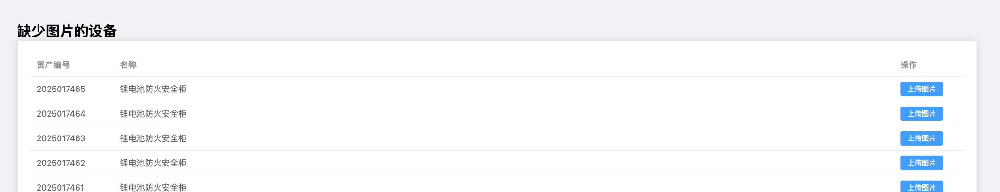 缺少图片的设备
资产编号 名称 操作
2025017465 锂电池防火安全柜 上传图片
2025017464 锂电池防火安全柜 上传图片
2025017463 锂电池防火安全柜 上传图片
2025017462 锂电池防火安全柜 上传图片
2025017461 锂电池防火安全柜 上传图片